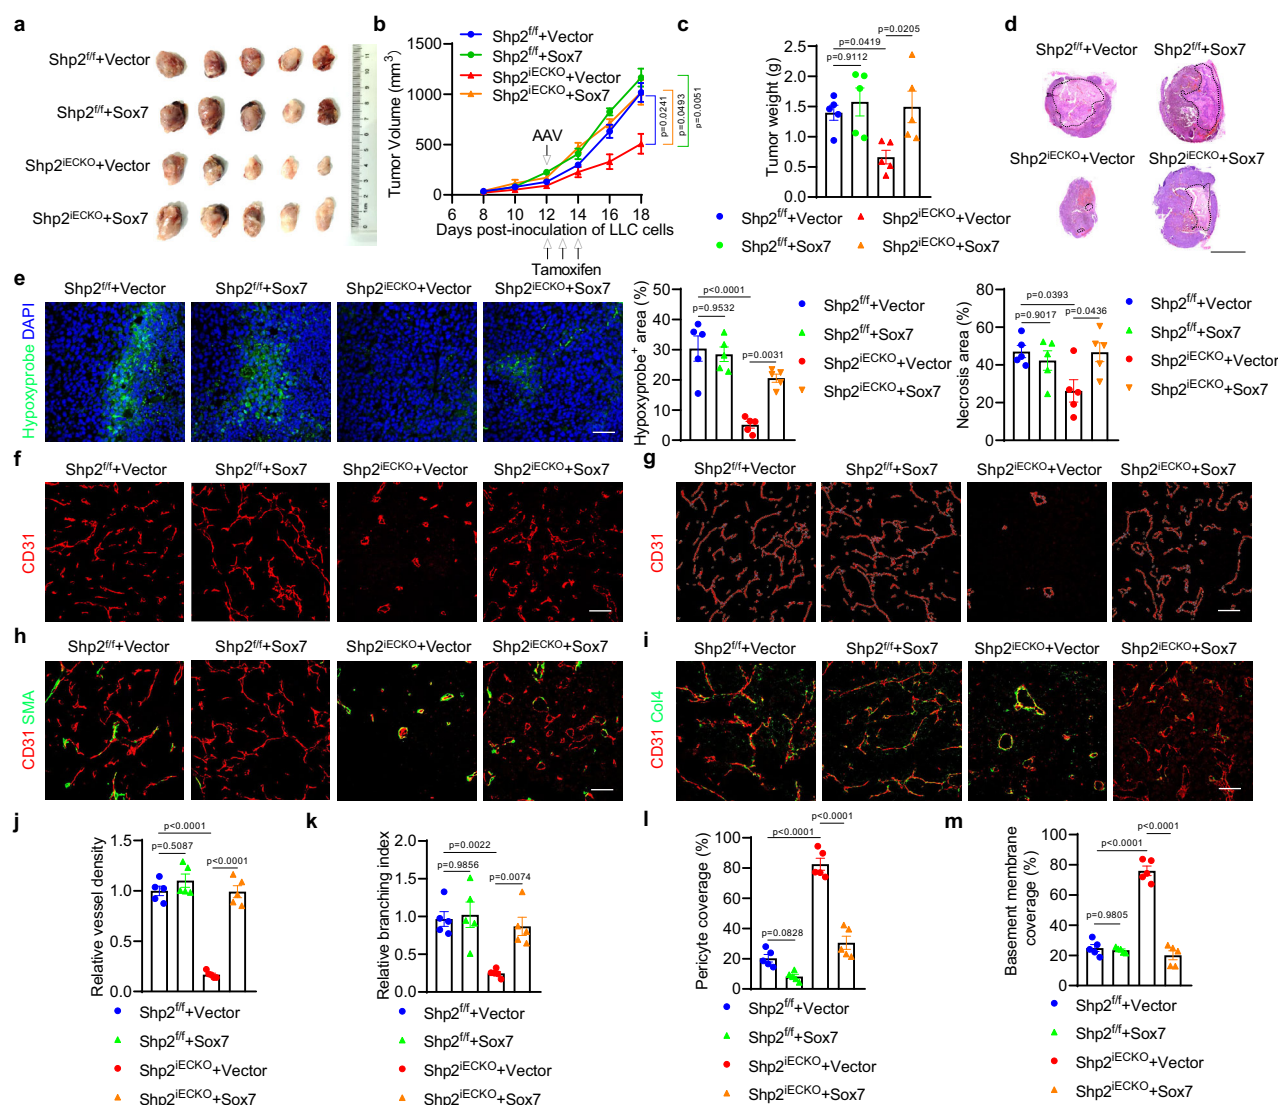 a
Shp2f/f+Vector
Shp2f/f+Sox7
Shp2iECKO+Vector
Shp2iECKO+Sox7
b
Tumor Volume (mm3)
1500
1000
500
0
6 8 10 12 14 16 18
Days post-inoculation of LLC cells
AAV
Tamoxifen
Shp2f/f+Vector
Shp2f/f+Sox7
Shp2iECKO+Vector
Shp2iECKO+Sox7
p=0.0241
p=0.0493
p=0.0051
c
Tumor weight (g)
2.5
2.0
1.5
1.0
0.5
0.0
p=0.0205
p=0.0419
p=0.9112
Shp2f/f+Vector
Shp2iECKO+Vector
Shp2f/f+Sox7
Shp2iECKO+Sox7
d
Shp2f/f+Vector
Shp2f/f+Sox7
Shp2iECKO+Vector
Shp2iECKO+Sox7
e
Shp2f/f+Vector
Shp2f/f+Sox7
Shp2iECKO+Vector
Shp2iECKO+Sox7
Hypoxyprobe DAPI
Hypoxyprobe+ area (%)
50
40
30
20
10
0
p<0.0001
p=0.9532
p=0.0031
Shp2f/f+Vector
Shp2f/f+Sox7
Shp2iECKO+Vector
Shp2iECKO+Sox7
Necrosis area (%)
80
60
40
20
0
p=0.0393
p=0.9017
p=0.0436
Shp2f/f+Vector
Shp2f/f+Sox7
Shp2iECKO+Vector
Shp2iECKO+Sox7
f
Shp2f/f+Vector
Shp2f/f+Sox7
Shp2iECKO+Vector
Shp2iECKO+Sox7
CD31
g
Shp2f/f+Vector
Shp2f/f+Sox7
Shp2iECKO+Vector
Shp2iECKO+Sox7
CD31
h
Shp2f/f+Vector
Shp2f/f+Sox7
Shp2iECKO+Vector
Shp2iECKO+Sox7
CD31 SMA
i
Shp2f/f+Vector
Shp2f/f+Sox7
Shp2iECKO+Vector
Shp2iECKO+Sox7
CD31 Col4
j
Relative vessel density
1.5
1.0
0.5
0.0
p<0.0001
p=0.5087
p<0.0001
Shp2f/f+Vector
Shp2f/f+Sox7
Shp2iECKO+Vector
Shp2iECKO+Sox7
k
Relative branching index
2.0
1.5
1.0
0.5
0.0
p=0.0022
p=0.9856
p=0.0074
Shp2f/f+Vector
Shp2f/f+Sox7
Shp2iECKO+Vector
Shp2iECKO+Sox7
l
Pericyte coverage (%)
100
80
60
40
20
0
p<0.0001
p<0.0001
p=0.0828
Shp2f/f+Vector
Shp2f/f+Sox7
Shp2iECKO+Vector
Shp2iECKO+Sox7
m
Basement membrane
coverage (%)
100
80
60
40
20
0
p<0.0001
p<0.0001
p=0.9805
Shp2f/f+Vector
Shp2f/f+Sox7
Shp2iECKO+Vector
Shp2iECKO+Sox7